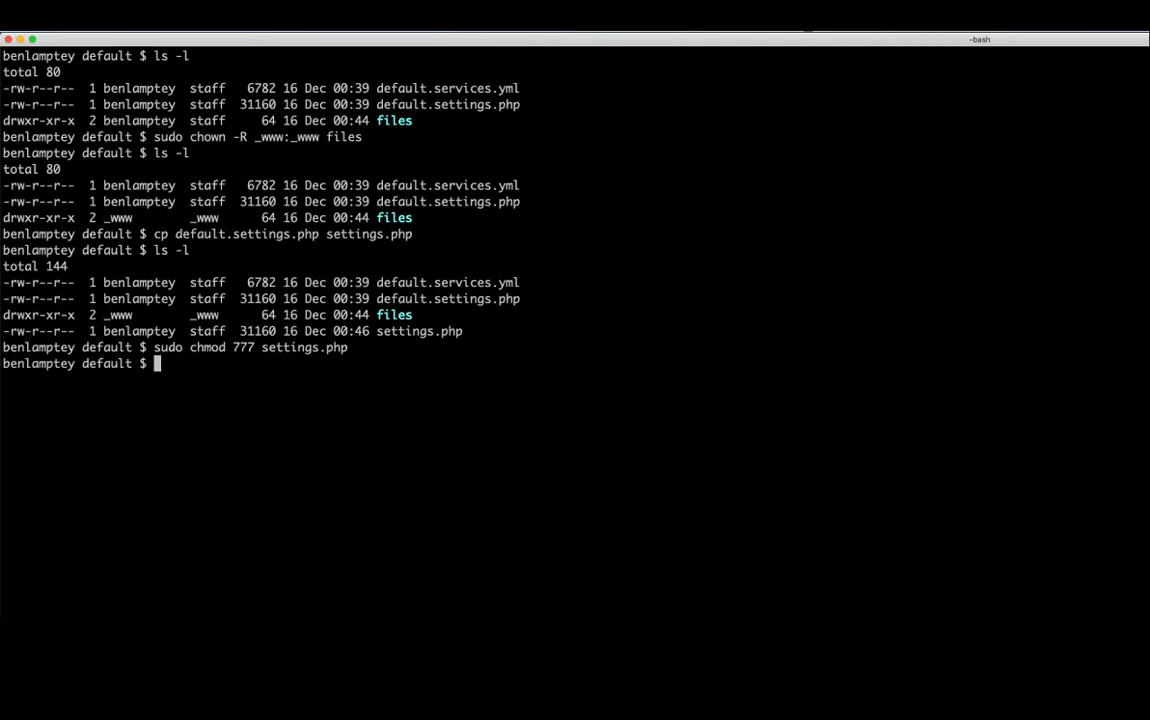 -bash
benlamptey default $ ls -l
total 80
-rw-r--r--  1 benlamptey  staff   6782 16 Dec 00:39 default.services.yml
-rw-r--r--  1 benlamptey  staff  31160 16 Dec 00:39 default.settings.php
drwxr-xr-x  2 benlamptey  staff     64 16 Dec 00:44 files
benlamptey default $ sudo chown -R _www:_www files
benlamptey default $ ls -l
total 80
-rw-r--r--  1 benlamptey  staff   6782 16 Dec 00:39 default.services.yml
-rw-r--r--  1 benlamptey  staff  31160 16 Dec 00:39 default.settings.php
drwxr-xr-x  2 _www        _www      64 16 Dec 00:44 files
benlamptey default $ cp default.settings.php settings.php
benlamptey default $ ls -l
total 144
-rw-r--r--  1 benlamptey  staff   6782 16 Dec 00:39 default.services.yml
-rw-r--r--  1 benlamptey  staff  31160 16 Dec 00:39 default.settings.php
drwxr-xr-x  2 _www        _www      64 16 Dec 00:44 files
-rw-r--r--  1 benlamptey  staff  31160 16 Dec 00:46 settings.php
benlamptey default $ sudo chmod 777 settings.php
benlamptey default $